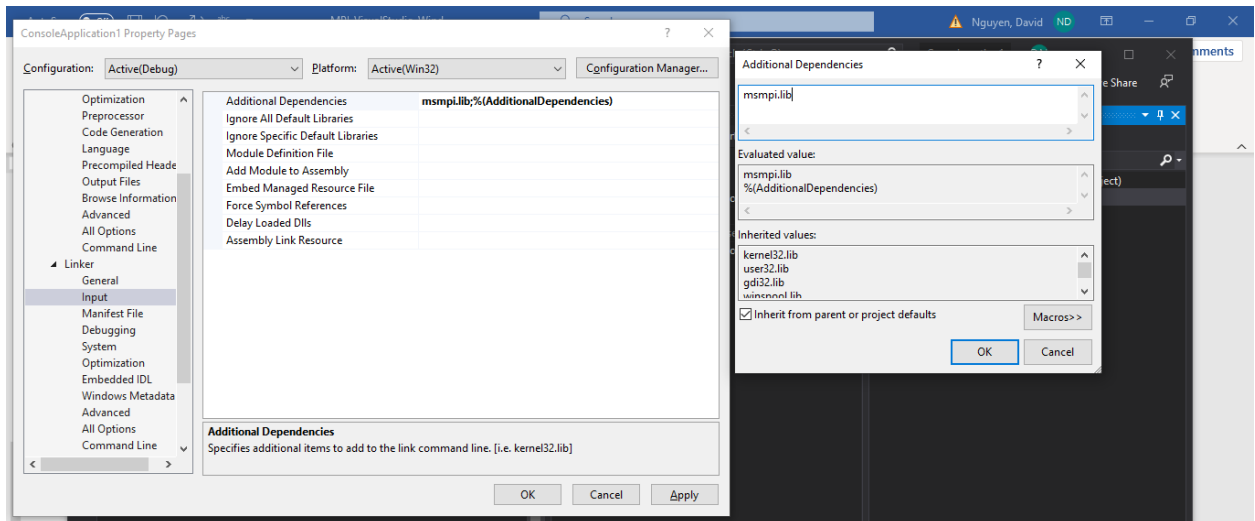 Nguyen, David ND
ConsoleApplication1 Property Pages
? ×
Configuration: Active(Debug) Platform: Active(Win32) Configuration Manager...
Optimization
Preprocessor
Code Generation
Language
Precompiled Heade
Output Files
Browse Information
Advanced
All Options
Command Line
Linker
General
Input
Manifest File
Debugging
System
Optimization
Embedded IDL
Windows Metadata
Advanced
All Options
Command Line
Additional Dependencies msmpi.lib;%(AdditionalDependencies)
Ignore All Default Libraries
Ignore Specific Default Libraries
Module Definition File
Add Module to Assembly
Embed Managed Resource File
Force Symbol References
Delay Loaded Dlls
Assembly Link Resource
Additional Dependencies
Specifies additional items to add to the link command line. [i.e. kernel32.lib]
OK Cancel Apply
Additional Dependencies
? ×
msmpi.lib
Evaluated value:
msmpi.lib
%(AdditionalDependencies)
Inherited values:
kernel32.lib
user32.lib
gdi32.lib
winspool.lib
Inherit from parent or project defaults
Macros>>
OK Cancel
mments
e Share
ject)